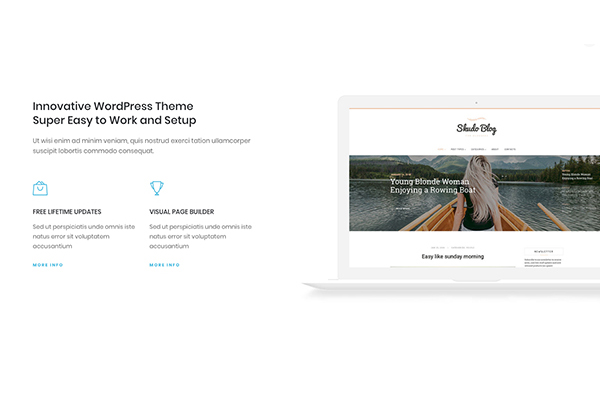 Innovative WordPress Theme
Super Easy to Work and Setup
Ut wisi enim ad minim veniam, quis nostrud exerci tation ullamcorper
suscipit lobortis commodo consequat.
FREE LIFETIME UPDATES
Sed ut perspiciatis unde omnis iste
natus error sit voluptatem
accusantium
MORE INFO
VISUAL PAGE BUILDER
Sed ut perspiciatis unde omnis iste
natus error sit voluptatem
accusantium
MORE INFO
Skudo Blog
Young Blonde Woman
Enjoying a Rowing Boat
Easy like sunday morning
NEWSLETTER